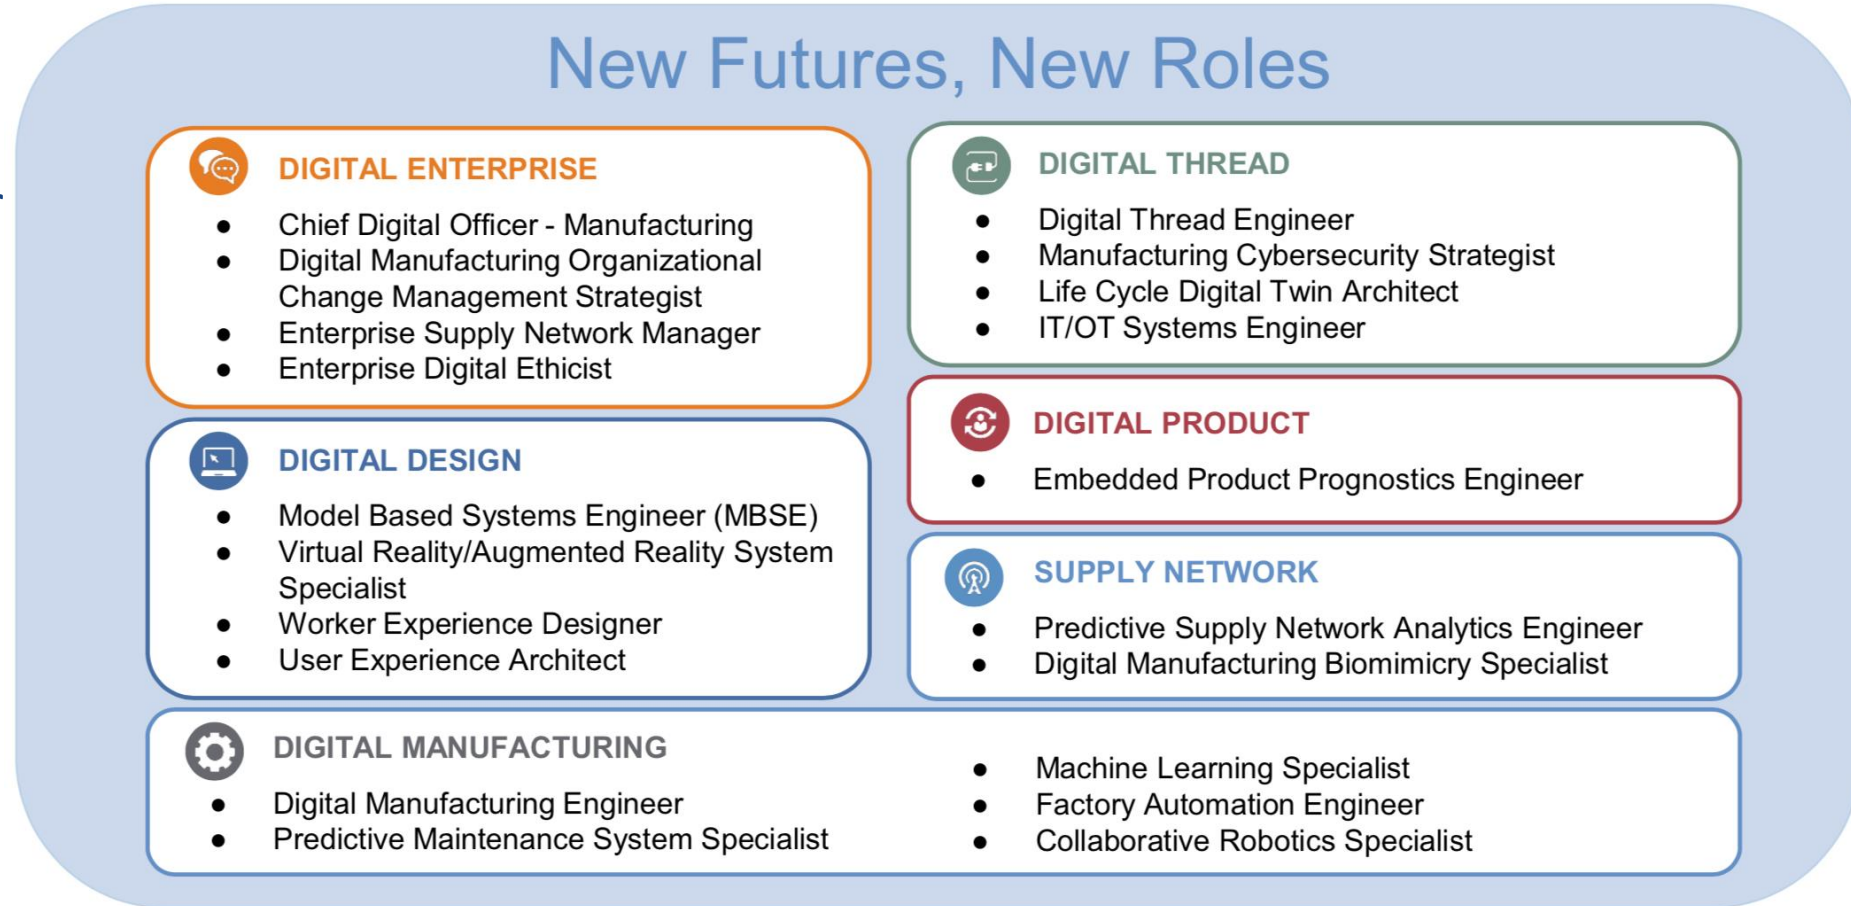 New Futures, New Roles
DIGITAL ENTERPRISE
● Chief Digital Officer - Manufacturing
● Digital Manufacturing Organizational
Change Management Strategist
● Enterprise Supply Network Manager
● Enterprise Digital Ethicist
DIGITAL DESIGN
● Model Based Systems Engineer (MBSE)
● Virtual Reality/Augmented Reality System
Specialist
● Worker Experience Designer
● User Experience Architect
DIGITAL THREAD
● Digital Thread Engineer
● Manufacturing Cybersecurity Strategist
● Life Cycle Digital Twin Architect
● IT/OT Systems Engineer
DIGITAL PRODUCT
● Embedded Product Prognostics Engineer
SUPPLY NETWORK
● Predictive Supply Network Analytics Engineer
● Digital Manufacturing Biomimicry Specialist
DIGITAL MANUFACTURING
● Digital Manufacturing Engineer
● Predictive Maintenance System Specialist
● Machine Learning Specialist
● Factory Automation Engineer
● Collaborative Robotics Specialist